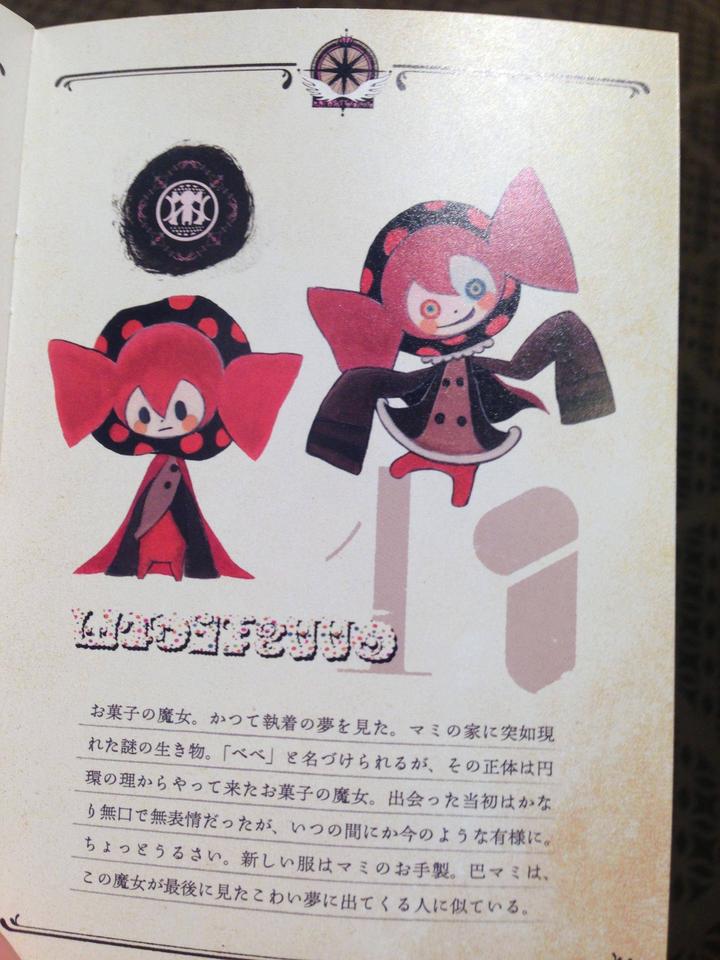 お菓子の魔女。かつて執着の夢を見た。マミの家に突如現
れた謎の生き物。「べべ」と名づけられるが、その正体は円
環の理からやって来たお菓子の魔女。出会った当初はかな
り無口で無表情だったが、いつの間にか今のような有様に。
ちょっとうるさい。新しい服はマミのお手製。巴マミは、
この魔女が最後に見たこわい夢に出てくる人に似ている。